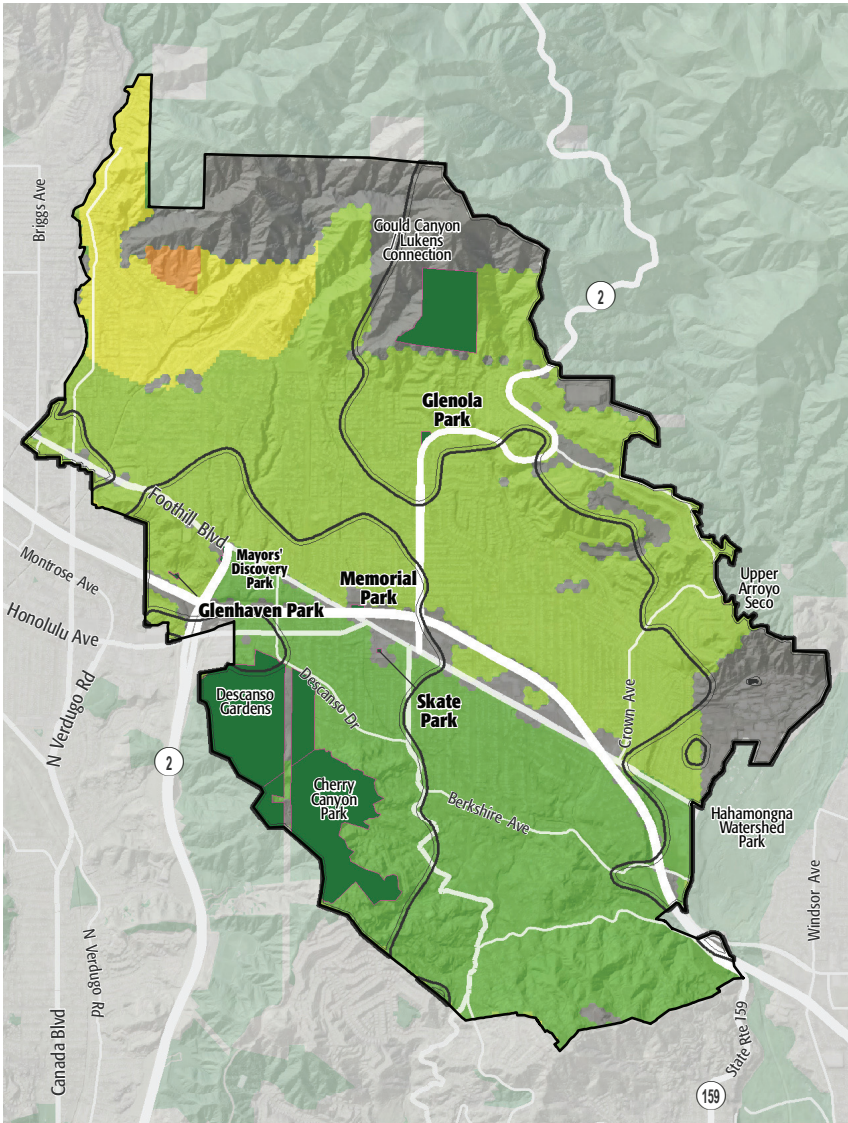 Briggs Ave
Gould Canyon
Lukens
Connection
2
Glenola
Park
Foothill Blvd
Mayors'
Discovery
Park
Memorial
Park
Upper
Arroyo
Seco
Montrose Ave
Glenhaven Park
Honolulu Ave
Descanso
Gardens
Descanso Dr
Skate
Park
Crown Ave
N Verdugo Rd
2
Cherry
Canyon
Park
Berkshire Ave
Hahamongna
Watershed
Park
Windsor Ave
N Verdugo Rd
Canada Blvd
State Rte 159
159